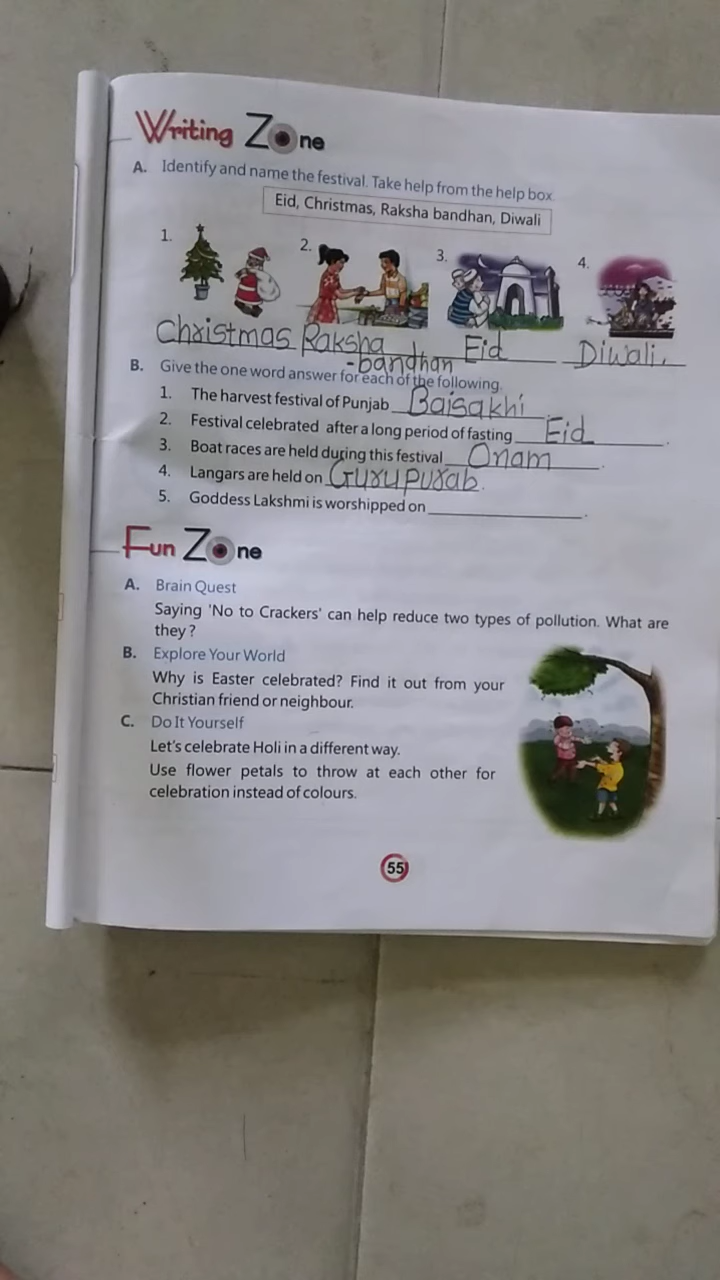 Writing Zone
A. Identify and name the festival. Take help from the help box
Eid, Christmas, Raksha bandhan, Diwali
1. 2. 3. 4.
Christmas Raksha -bandhan Eid Diwali.
B. Give the one word answer for each of the following.
1. The harvest festival of Punjab Baisakhi.
2. Festival celebrated after a long period of fasting Eid.
3. Boat races are held during this festival Onam.
4. Langars are held on Gurupurab.
5. Goddess Lakshmi is worshipped on ____________.
Fun Zone
A. Brain Quest
Saying 'No to Crackers' can help reduce two types of pollution. What are
they?
B. Explore Your World
Why is Easter celebrated? Find it out from your
Christian friend or neighbour.
C. Do It Yourself
Let's celebrate Holi in a different way.
Use flower petals to throw at each other for
celebration instead of colours.
55